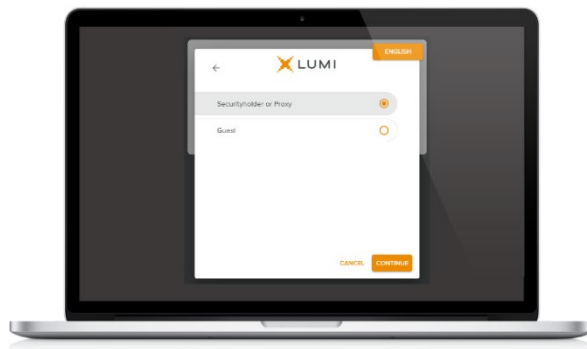 ENGLISH
LUMI
Securityholder or Proxy
Guest
CANCEL CONTINUE